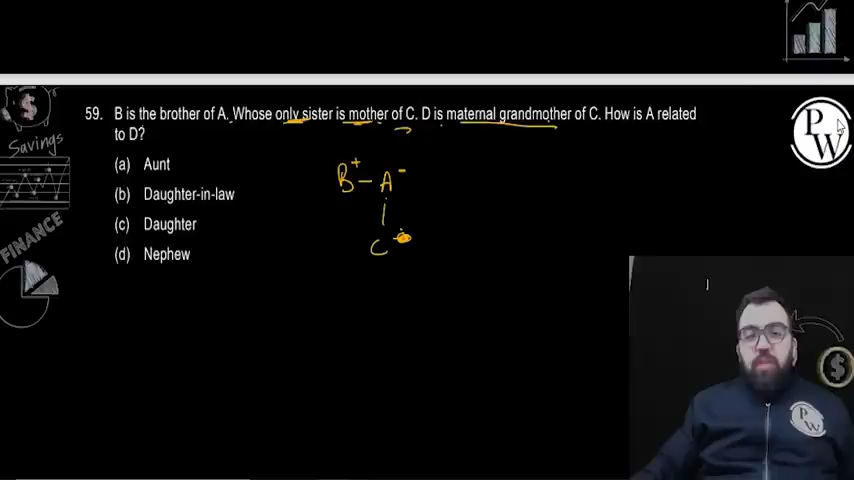 59. B is the brother of A. Whose only sister is mother of C. D is maternal grandmother of C. How is A related
to D?
(a) Aunt
(b) Daughter-in-law
(c) Daughter
(d) Nephew
B+ – A-
C
Savings
FINANCE
PW
PW